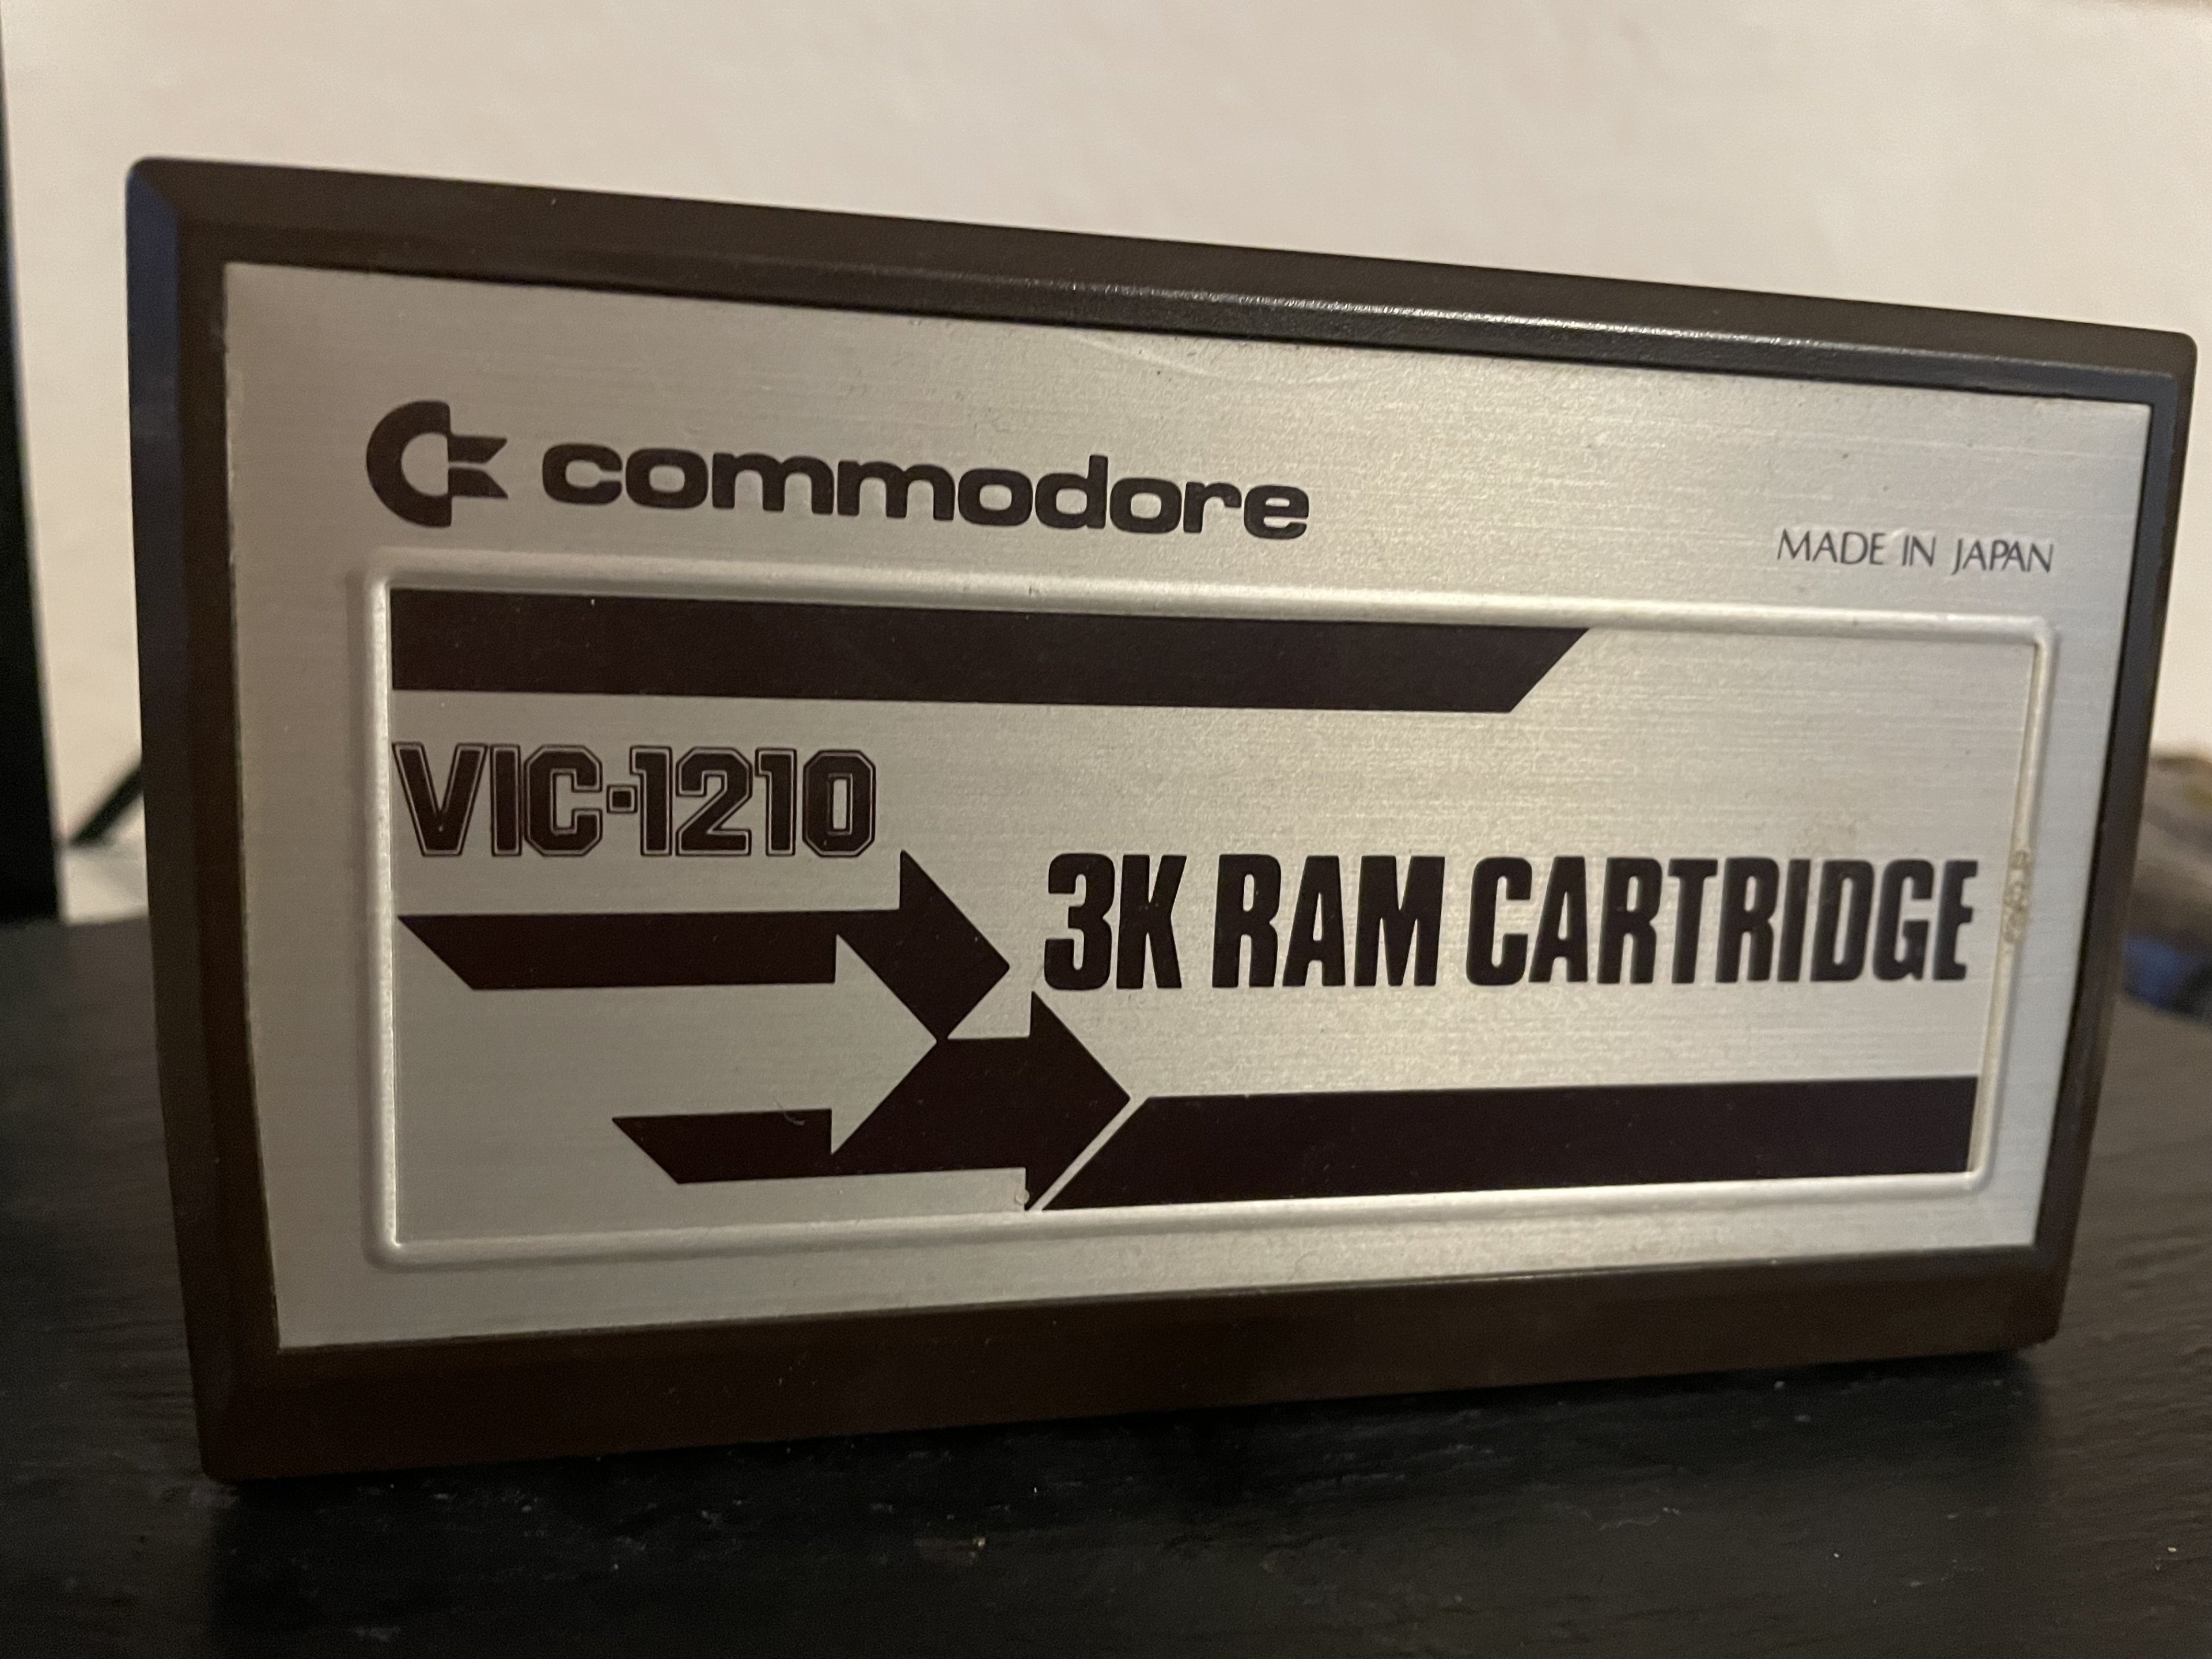 commodore
MADE IN JAPAN
VIC-1210
3K RAM CARTRIDGE